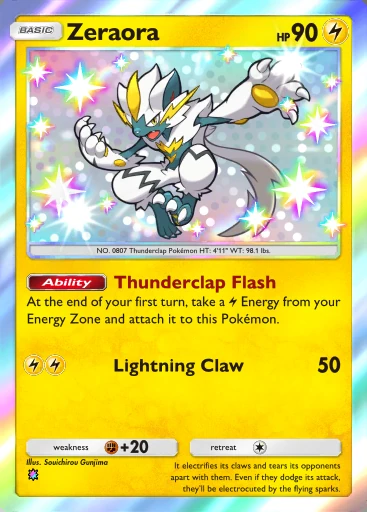 BASIC Zeraora HP 90
NO. 0807 Thunderclap Pokémon HT: 4'11" WT: 98.1 lbs.
Ability Thunderclap Flash
At the end of your first turn, take a Energy from your
Energy Zone and attach it to this Pokémon.
Lightning Claw 50
weakness +20 retreat
Illus. Souichirou Gunjima
It electrifies its claws and tears its opponents
apart with them. Even if they dodge its attack,
they'll be electrocuted by the flying sparks.